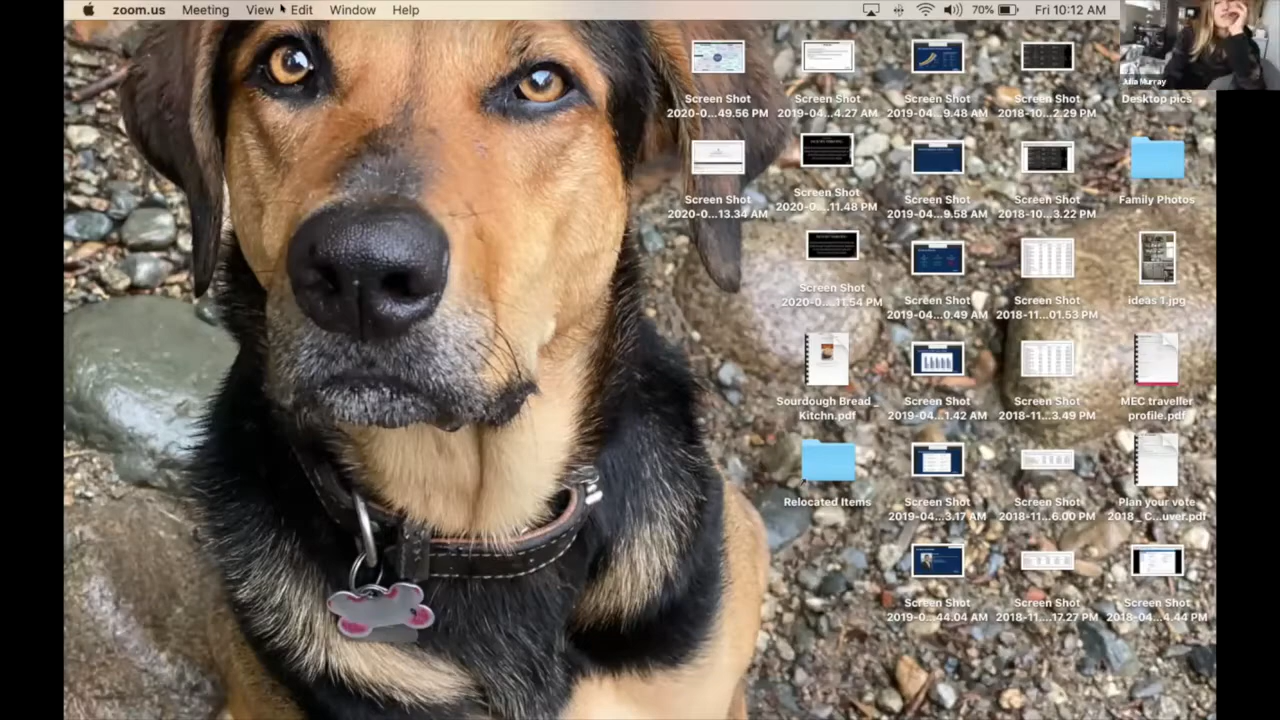 zoom.us Meeting View Edit Window Help 70% Fri 10:12 AM
Julia Murray
Screen Shot
2020-0...49.56 PM
Screen Shot
2019-04...4.27 AM
Screen Shot
2019-04...9.48 AM
Screen Shot
2018-10...2.29 PM
Desktop pics
Screen Shot
2020-0...13.34 AM
Screen Shot
2020-0....11.48 PM
Screen Shot
2019-04...9.58 AM
Screen Shot
2018-10...3.22 PM
Family Photos
Screen Shot
2020-0....11.54 PM
Screen Shot
2019-04...0.49 AM
Screen Shot
2018-11...01.53 PM
ideas 1.jpg
Sourdough Bread _
Kitchn.pdf
Screen Shot
2019-04...1.42 AM
Screen Shot
2018-11...3.49 PM
MEC traveller
profile.pdf
Relocated Items
Screen Shot
2019-04...3.17 AM
Screen Shot
2018-11...6.00 PM
Plan your vote
2018 _ C...uver.pdf
Screen Shot
2019-0...44.04 AM
Screen Shot
2018-11...17.27 PM
Screen Shot
2018-04...4.44 PM